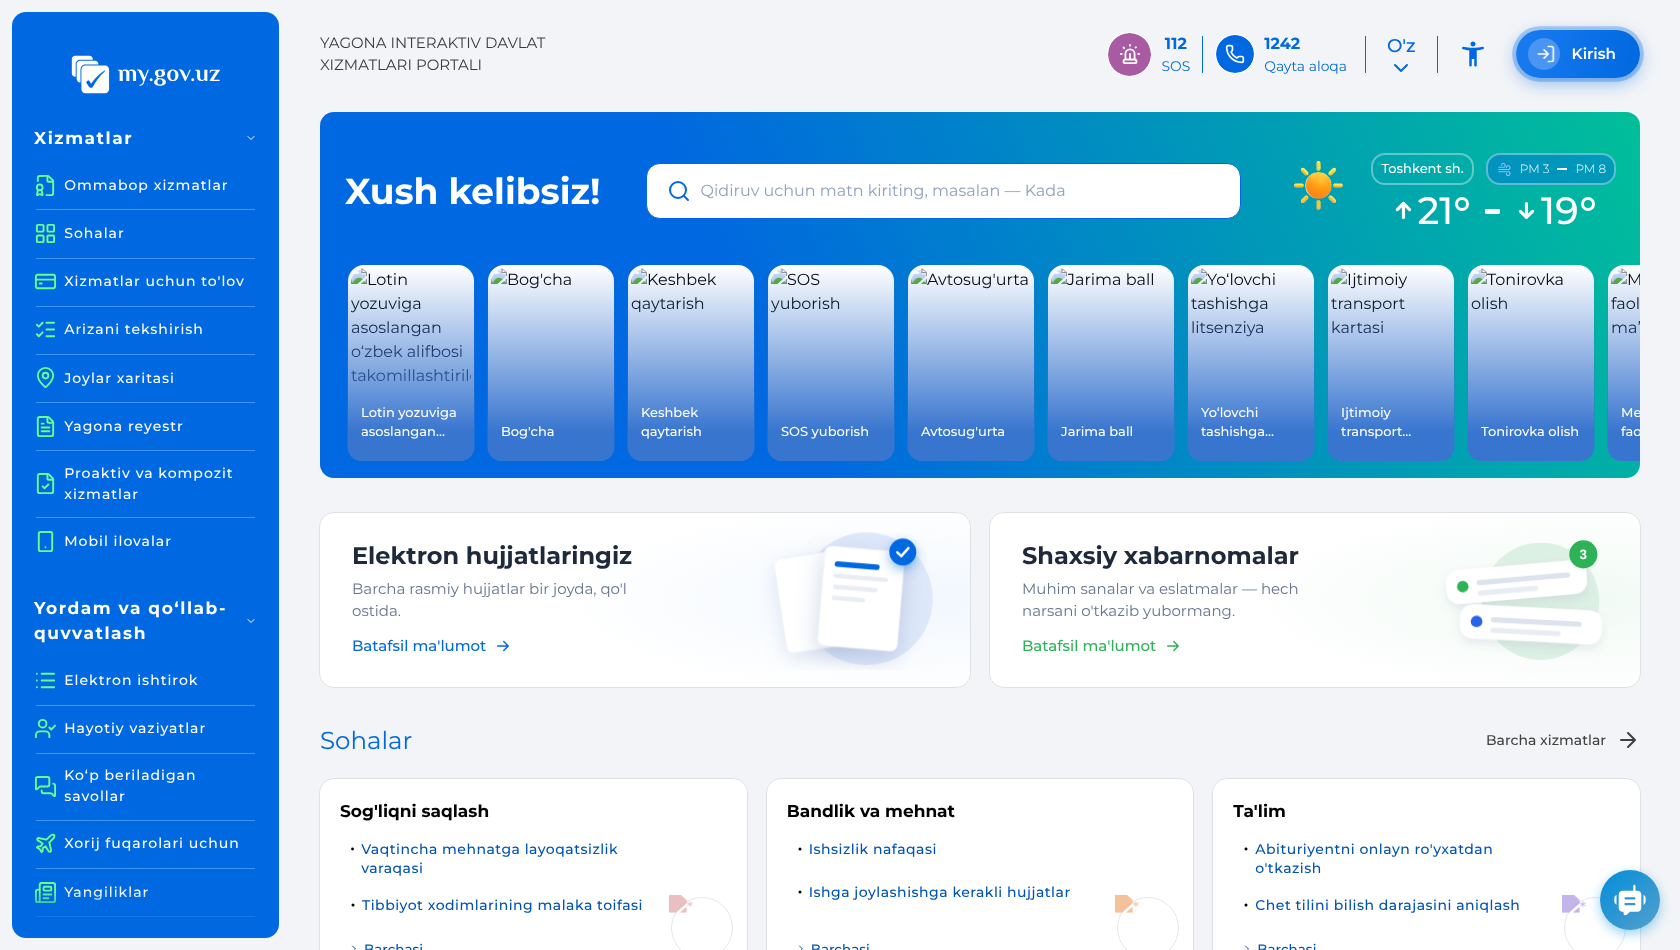 my.gov.uz
Xizmatlar
Ommabop xizmatlar
Sohalar
Xizmatlar uchun to'lov
Arizani tekshirish
Joylar xaritasi
Yagona reyestr
Proaktiv va kompozit
xizmatlar
Mobil ilovalar
Yordam va qo‘llab-
quvvatlash
Elektron ishtirok
Hayotiy vaziyatlar
Ko‘p beriladigan
savollar
Xorij fuqarolari uchun
Yangiliklar
YAGONA INTERAKTIV DAVLAT
XIZMATLARI PORTALI
112
SOS
1242
Qayta aloqa
O'z
Kirish
Xush kelibsiz!
Qidiruv uchun matn kiriting, masalan — Kada
Toshkent sh.
PM 3 — PM 8
21° - 19°
Lotin
yozuviga
asoslangan
o‘zbek alifbosi
Lotin yozuviga
asoslangan...
Bog'cha
Bog'cha
Keshbek
qaytarish
Keshbek
qaytarish
SOS
yuborish
SOS yuborish
Avtosug'urta
Avtosug'urta
Jarima ball
Jarima ball
Yo‘lovchi
tashishga
litsenziya
Yo‘lovchi
tashishga...
Ijtimoiy
transport
kartasi
Ijtimoiy
transport...
Tonirovka
olish
Tonirovka olish
Elektron hujjatlaringiz
Barcha rasmiy hujjatlar bir joyda, qo'l
ostida.
Batafsil ma'lumot
Shaxsiy xabarnomalar
Muhim sanalar va eslatmalar — hech
narsani o'tkazib yubormang.
Batafsil ma'lumot
3
Sohalar
Barcha xizmatlar
Sog'liqni saqlash
Vaqtincha mehnatga layoqatsizlik
varaqasi
Tibbiyot xodimlarining malaka toifasi
Barchasi
Bandlik va mehnat
Ishsizlik nafaqasi
Ishga joylashishga kerakli hujjatlar
Barchasi
Ta'lim
Abituriyentni onlayn ro'yxatdan
o'tkazish
Chet tilini bilish darajasini aniqlash
Barchasi